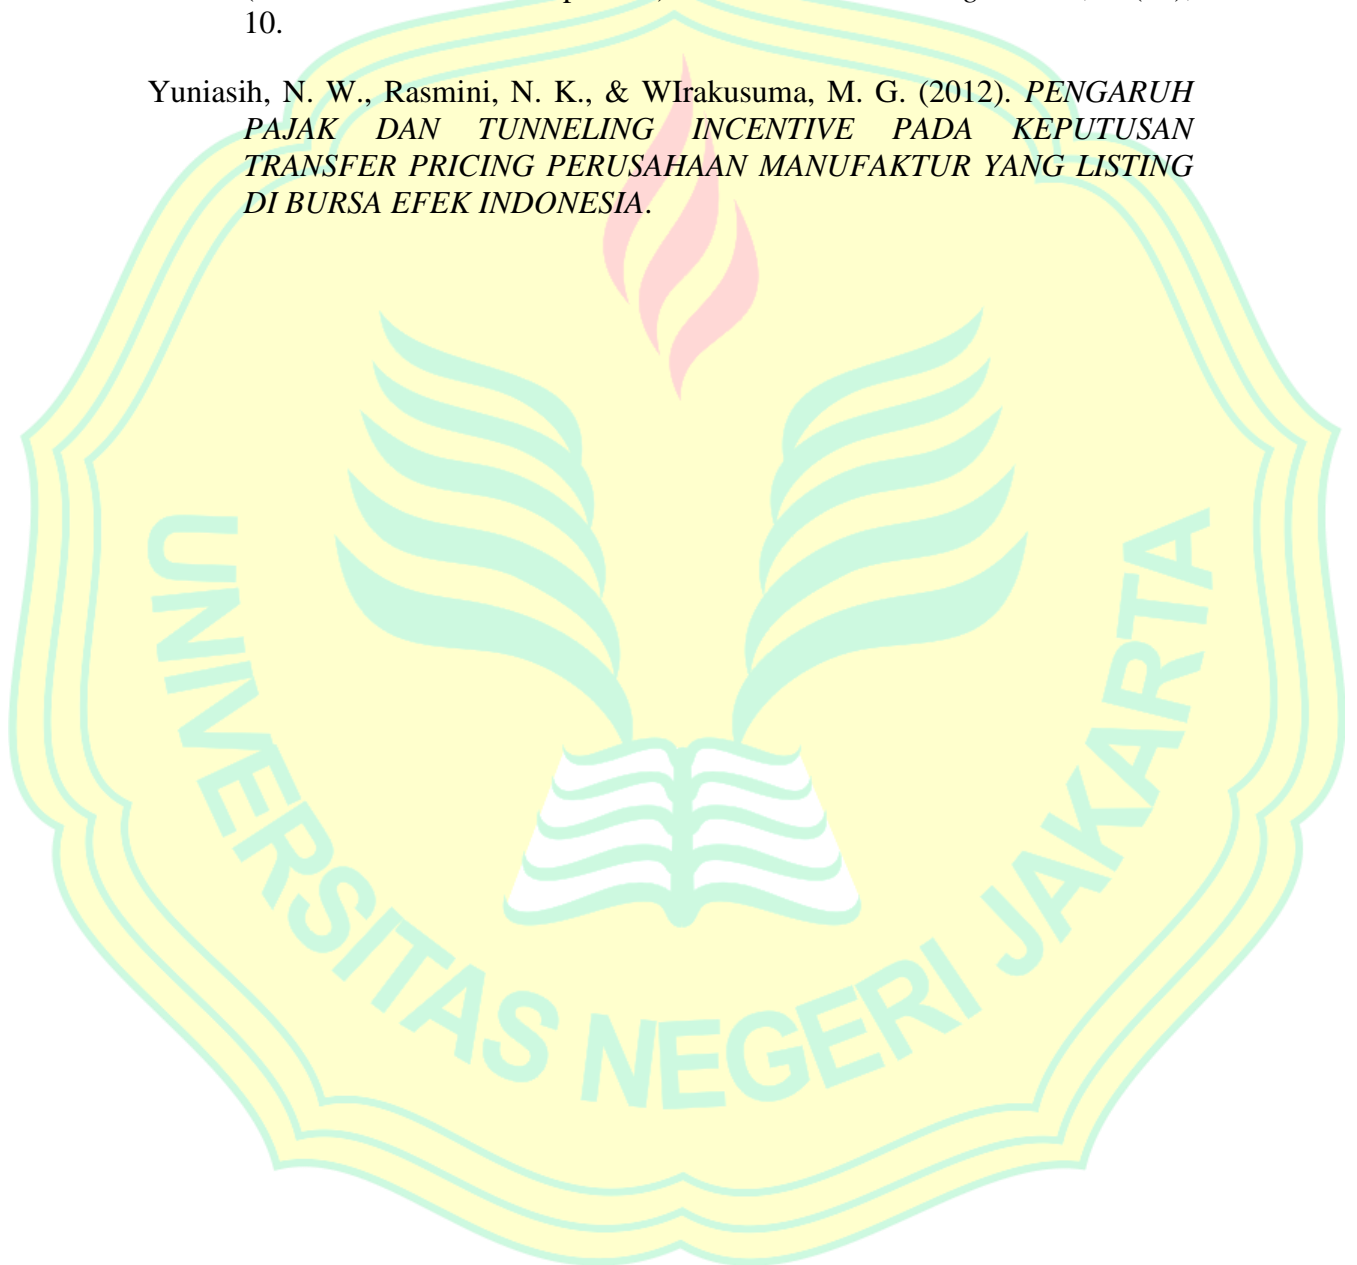 10.
Yuniasih, N. W., Rasmini, N. K., & WIrakusuma, M. G. (2012). PENGARUH
PAJAK DAN TUNNELING INCENTIVE PADA KEPUTUSAN
TRANSFER PRICING PERUSAHAAN MANUFAKTUR YANG LISTING
DI BURSA EFEK INDONESIA.
UNIVERSITAS NEGERI JAKARTA